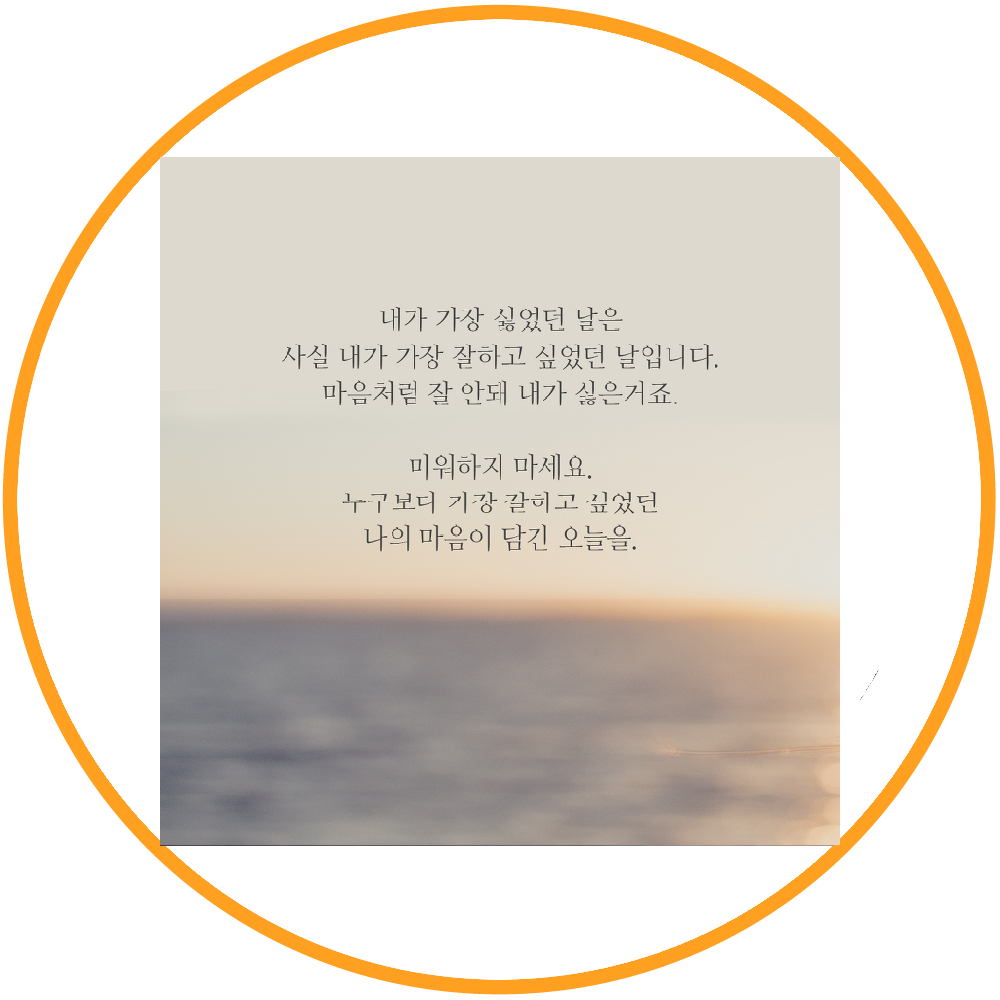 내가 가장 싫었던 날은
사실 내가 가장 잘하고 싶었던 날입니다.
마음처럼 잘 안돼 내가 싫은거죠.
미워하지 마세요.
누구보다 가장 잘하고 싶었던
나의 마음이 담긴 오늘을.